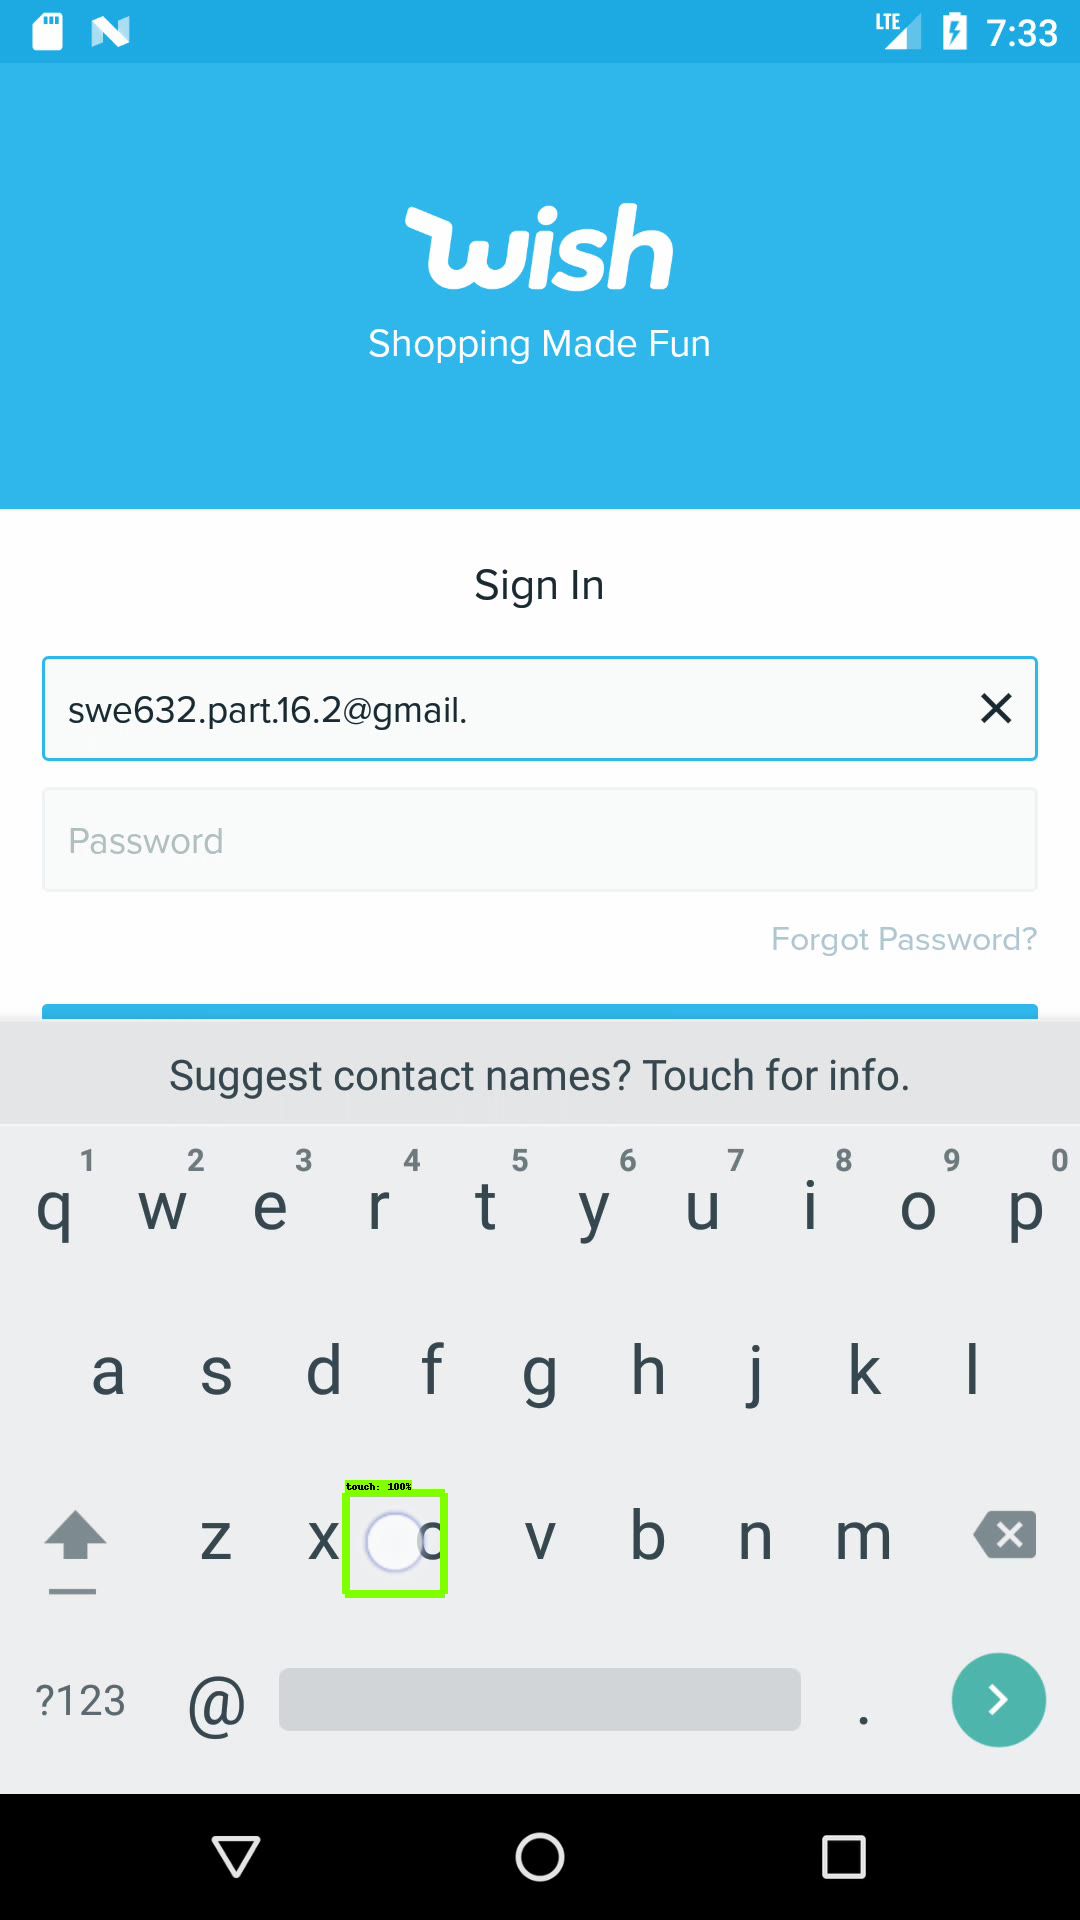 LTE 7:33
wish
Shopping Made Fun
Sign In
swe632.part.16.2@gmail.
Password
Forgot Password?
Suggest contact names? Touch for info.
1 2 3 4 5 6 7 8 9 0
q w e r t y u i o p
a s d f g h j k l
touch: 100%
z x c v b n m
?123 @ .